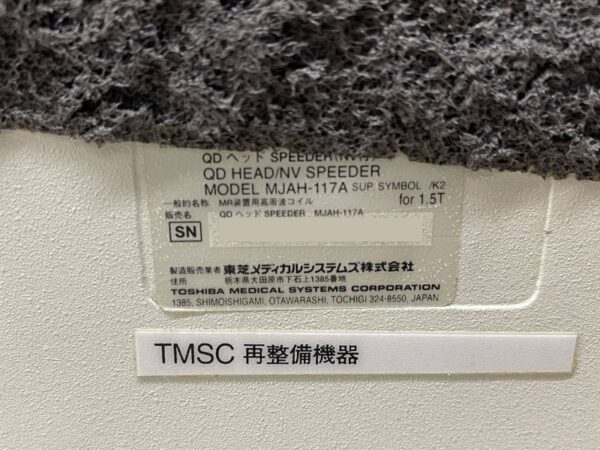 QD ヘッド SPEEDER
QD HEAD/NV SPEEDER
MODEL MJAH-117A SUP SYMBOL /K2
for 1.5T
一般的名称 MR装置用高周波コイル
販売名 QD ヘッド SPEEDER MJAH-117A
SN
製造販売業者 東芝メディカルシステムズ株式会社
住所 栃木県大田原市下石上1385番地
TOSHIBA MEDICAL SYSTEMS CORPORATION
1385, SHIMOISHIGAMI, OTAWARASHI, TOCHIGI 324-8550, JAPAN
TMSC 再整備機器